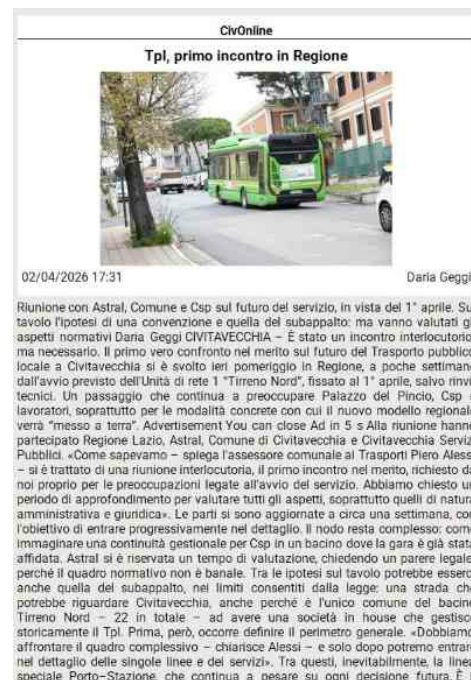 CivOnline
Tpl, primo incontro in Regione
02/04/2026 17:31
Daria Geggi
Riunione con Astral, Comune e Csp sul futuro del servizio, in vista del 1° aprile. Sul
tavolo l'ipotesi di una convenzione e quella del subappalto: ma vanno valutati gli
aspetti normativi Daria Geggi CIVITAVECCHIA – È stato un incontro interlocutorio,
ma necessario. Il primo vero confronto nel merito sul futuro del Trasporto pubblico
locale a Civitavecchia si è svolto ieri pomeriggio in Regione, a poche settimane
dall'avvio previsto dell'Unità di rete 1 "Tirreno Nord", fissato al 1° aprile, salvo rinvii
tecnici. Un passaggio che continua a preoccupare Palazzo del Pincio, Csp e
lavoratori, soprattutto per le modalità concrete con cui il nuovo modello regionale
verrà "messo a terra". Advertisement You can close Ad in 5 s Alla riunione hanno
partecipato Regione Lazio, Astral, Comune di Civitavecchia e Civitavecchia Servizi
Pubblici. «Come sapevamo – spiega l'assessore comunale ai Trasporti Piero Alessi
– si è trattato di una riunione interlocutoria, il primo incontro nel merito, richiesto da
noi proprio per le preoccupazioni legate all'avvio del servizio. Abbiamo chiesto un
periodo di approfondimento per valutare tutti gli aspetti, soprattutto quelli di natura
amministrativa e giuridica». Le parti si sono aggiornate a circa una settimana, con
l'obiettivo di entrare progressivamente nel dettaglio. Il nodo resta complesso: come
immaginare una continuità gestionale per Csp in un bacino dove la gara è già stata
affidata. Astral si è riservata un tempo di valutazione, chiedendo un parere legale,
perché il quadro normativo non è banale. Tra le ipotesi sul tavolo potrebbe esserci
anche quella del subappalto, nei limiti consentiti dalla legge: una strada che
potrebbe riguardare Civitavecchia, anche perché è l'unico comune del bacino
Tirreno Nord – 22 in totale – ad avere una società in house che gestisce
storicamente il Tpl. Prima, però, occorre definire il perimetro generale. «Dobbiamo
affrontare il quadro complessivo – chiarisce Alessi – e solo dopo potremo entrare
nel dettaglio delle singole linee e dei servizi». Tra questi, inevitabilmente, la linea
speciale Porto–Stazione, che continua a pesare su ogni decisione futura. È